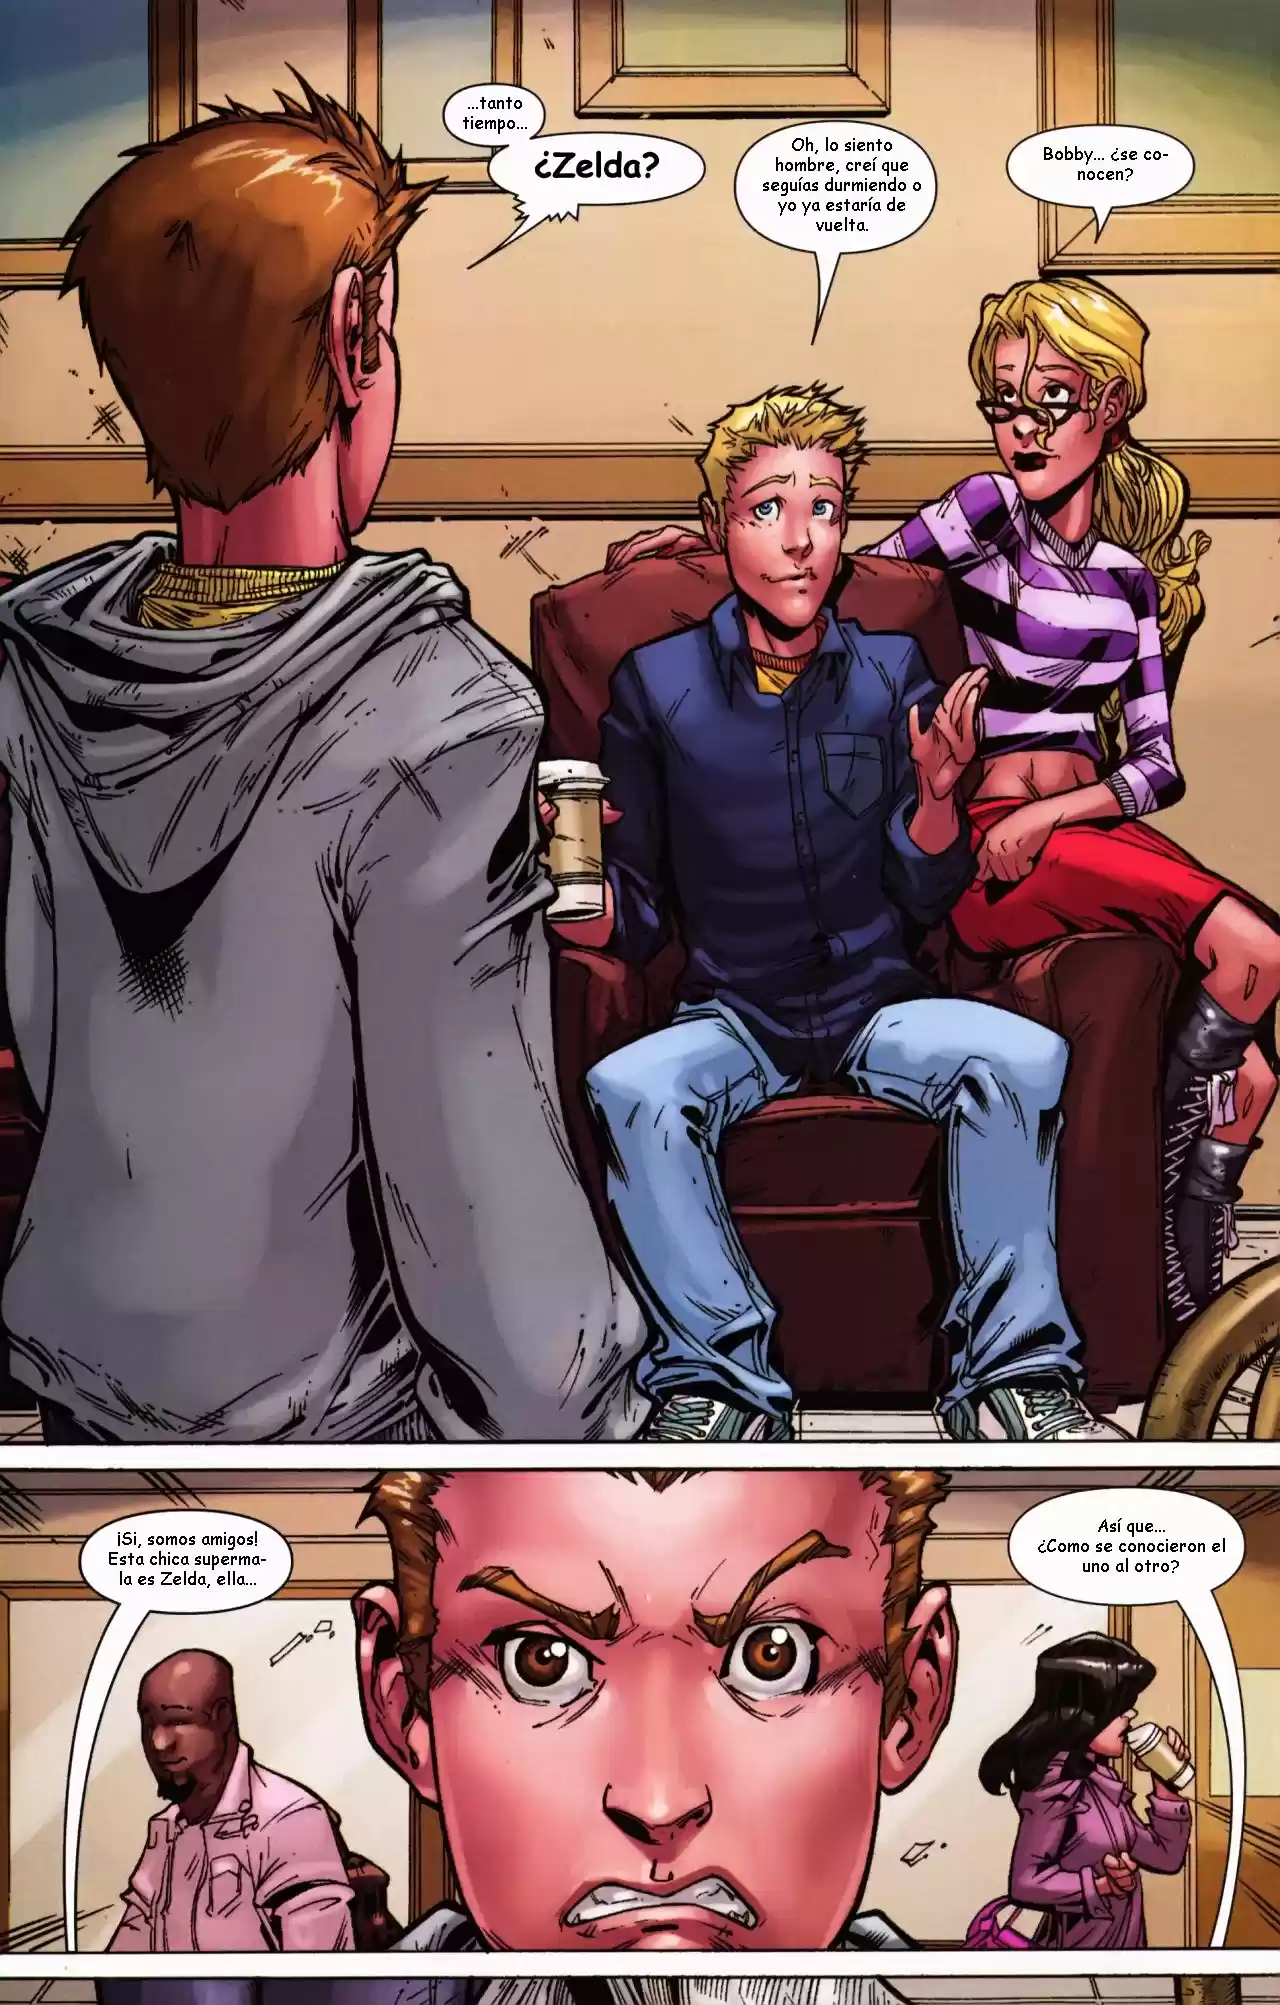 ...tanto
tiempo...
¿Zelda?
Oh, lo siento
hombre, creí que
seguías durmiendo o
yo ya estaría de
vuelta.
Bobby... ¿se co-
nocen?
¡Si, somos amigos!
Esta chica superma-
la es Zelda, ella...
Así que...
¿Como se conocieron el
uno al otro?